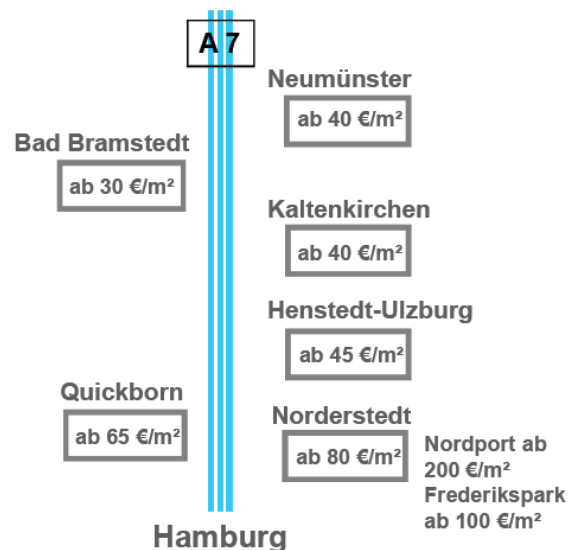 A 7
Neumünster
ab 40 €/m²
Bad Bramstedt
ab 30 €/m²
Kaltenkirchen
ab 40 €/m²
Henstedt-Ulzburg
ab 45 €/m²
Quickborn
ab 65 €/m²
Norderstedt
ab 80 €/m²
Nordport ab
200 €/m²
Frederikspark
ab 100 €/m²
Hamburg